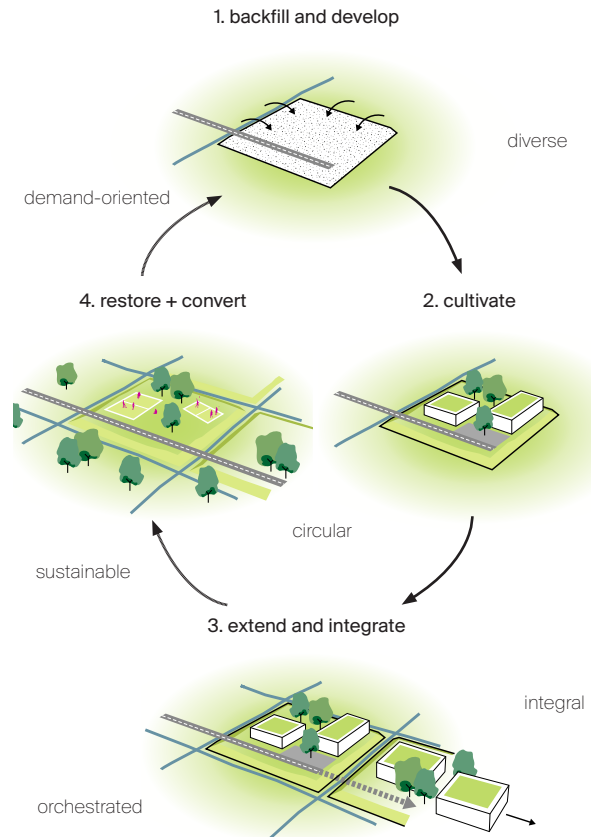 1. backfill and develop
diverse
demand-oriented
4. restore + convert
2. cultivate
circular
sustainable
3. extend and integrate
integral
orchestrated